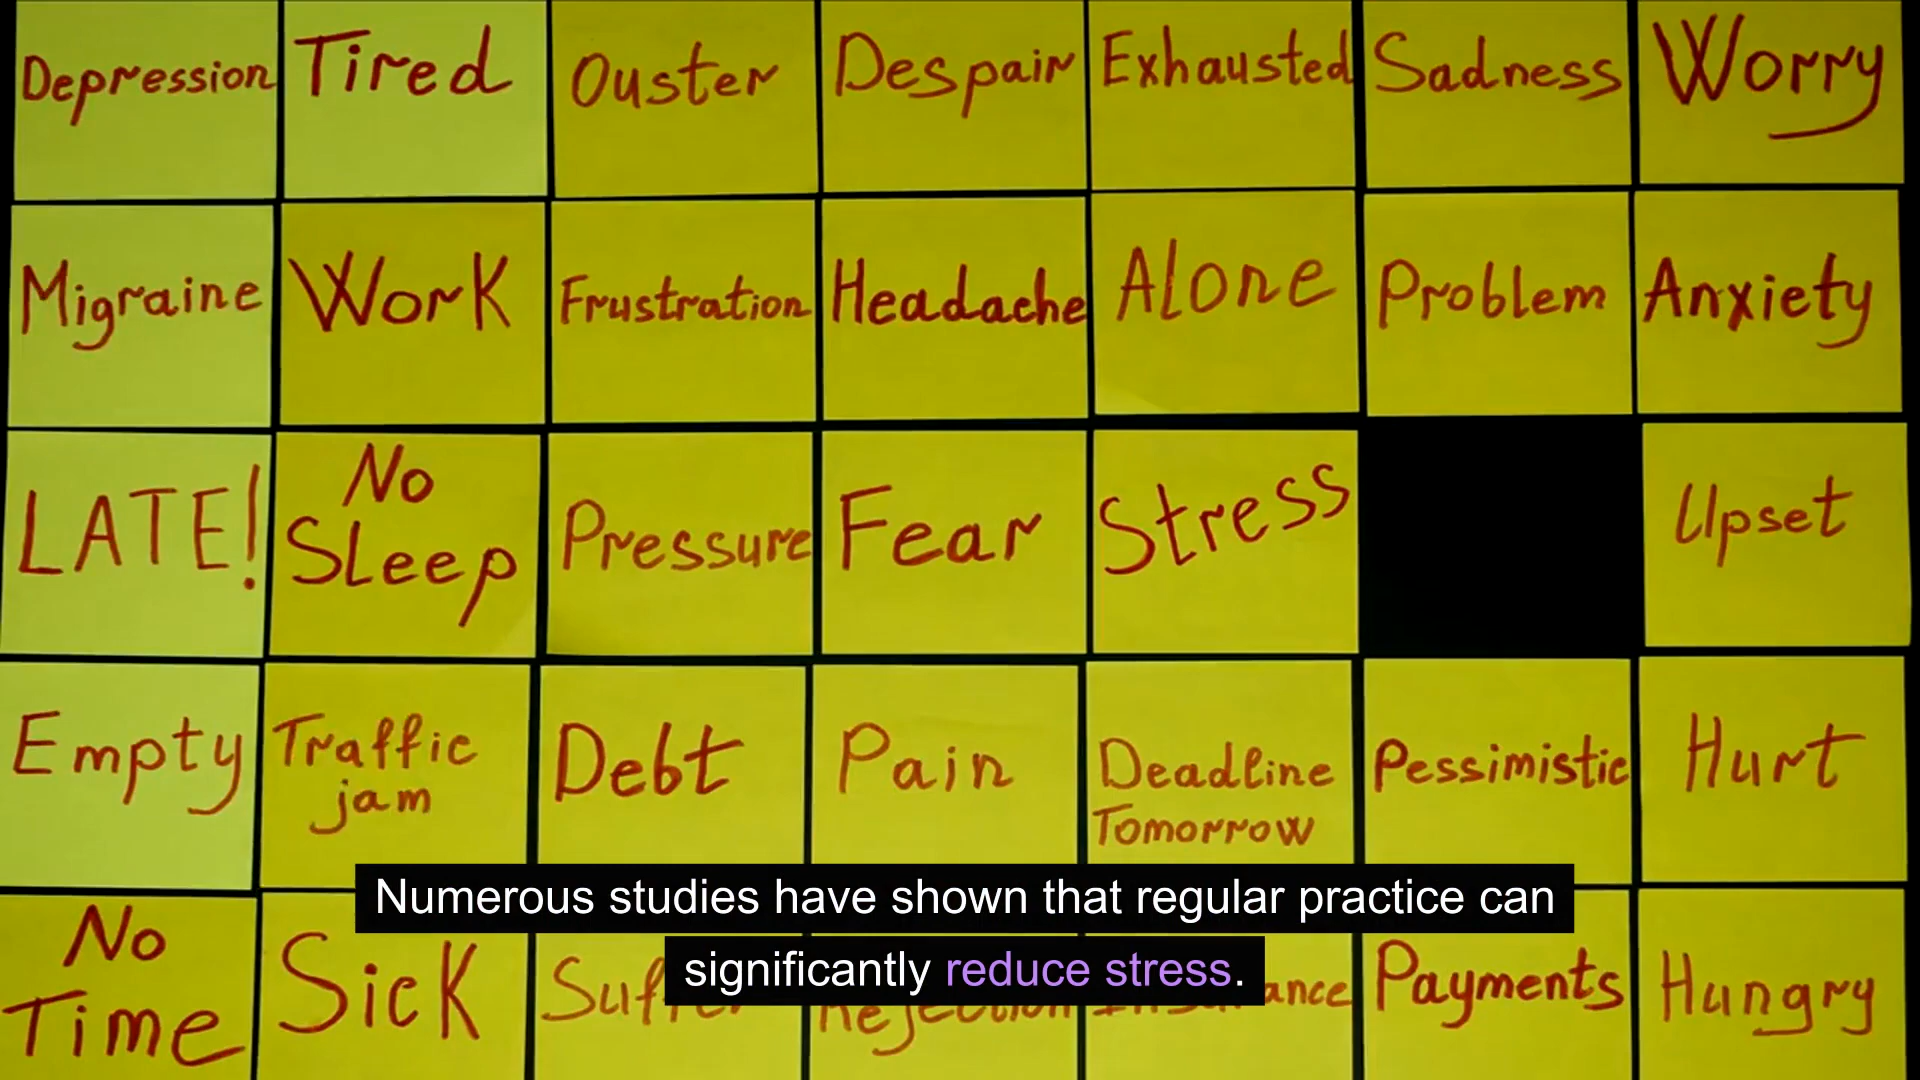 Depression Tired Ouster Despair Exhausted Sadness Worry
Migraine Work Frustration Headache Alone Problem Anxiety
LATE! No Sleep Pressure Fear Stress Upset
Empty Traffic jam Debt Pain Deadline Tomorrow Pessimistic Hurt
Numerous studies have shown that regular practice can
significantly reduce stress.
No Time Sick Payments Hungry